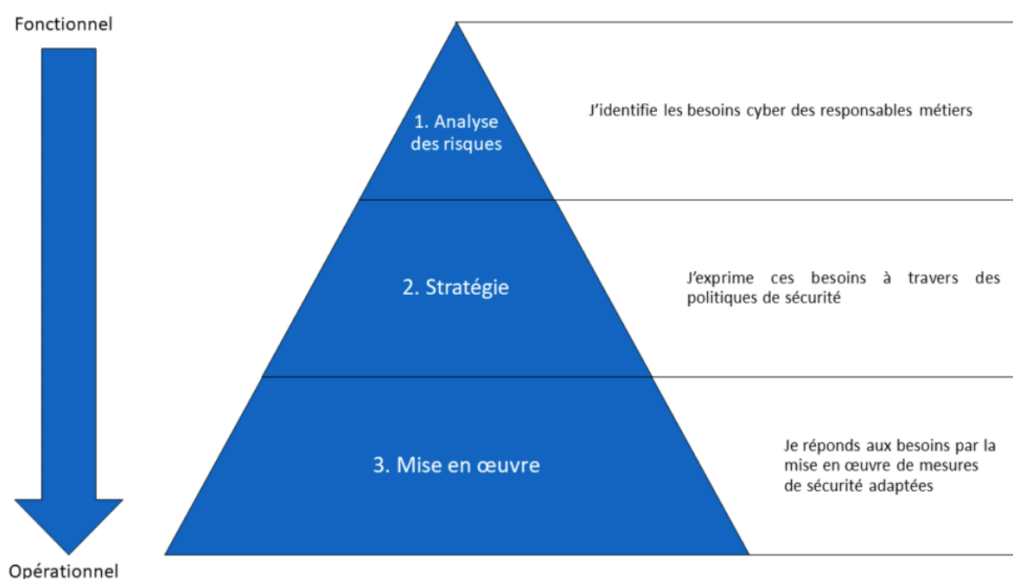 Fonctionnel
1. Analyse
des risques
J'identifie les besoins cyber des responsables métiers
2. Stratégie
J'exprime ces besoins à travers des
politiques de sécurité
3. Mise en œuvre
Je réponds aux besoins par la
mise en œuvre de mesures
de sécurité adaptées
Opérationnel